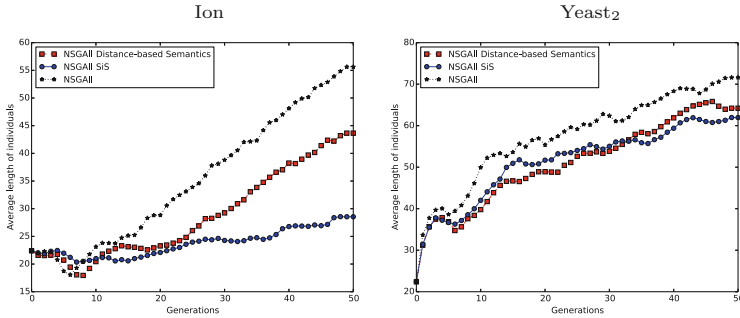 Ion
60
55
50
45
40
35
30
25
20
15
0
10
20
30
40
50
Average length of individuals
Generations
NSGAII Distance-based Semantics
NSGAII SiS
NSGAII
Yeast₂
80
70
60
50
40
30
20
0
10
20
30
40
50
Average length of individuals
Generations
NSGAII Distance-based Semantics
NSGAII SiS
NSGAII